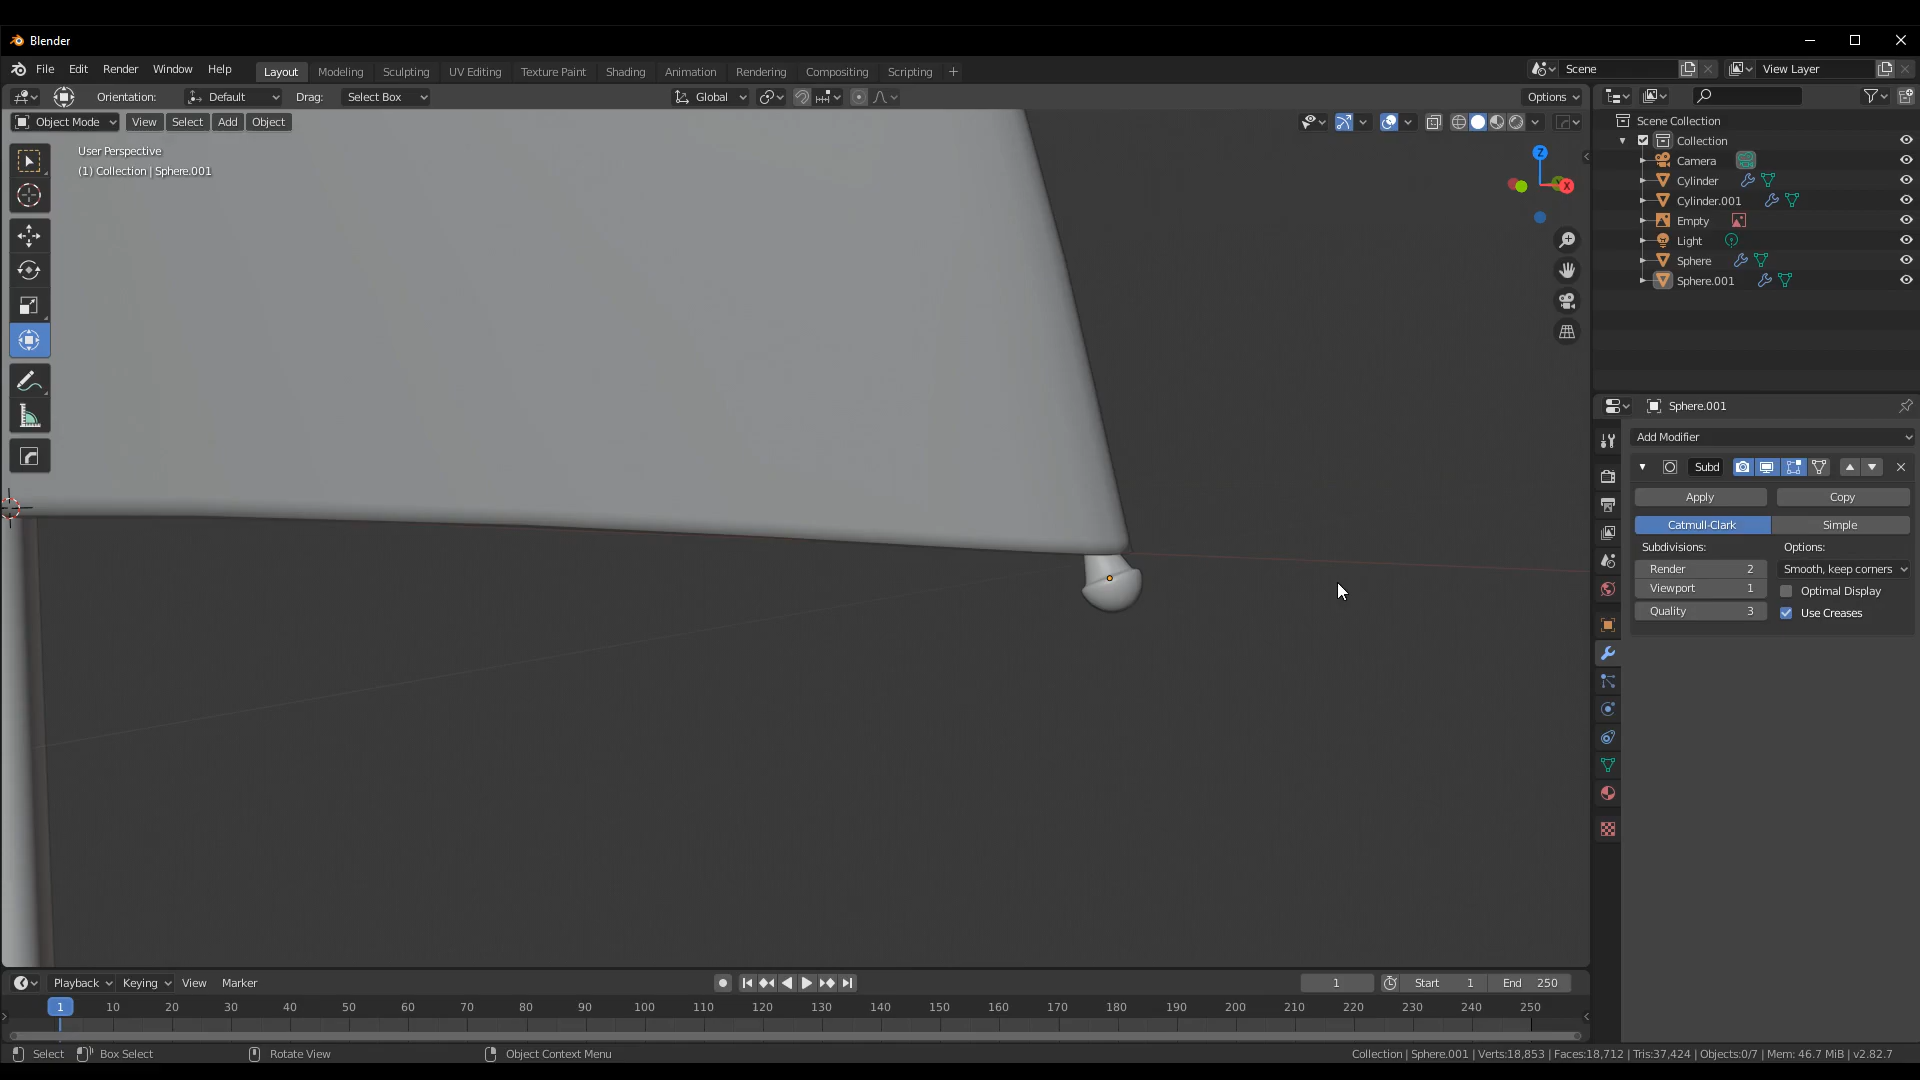 Blender
File Edit Render Window Help Layout Modeling Sculpting UV Editing Texture Paint Shading Animation Rendering Compositing Scripting + Scene View Layer
Orientation: Default Drag: Select Box Global Options
Object Mode View Select Add Object
User Perspective
(1) Collection | Sphere.001
Z
X
Scene Collection
Collection
Camera
Cylinder
Cylinder.001
Empty
Light
Sphere
Sphere.001
Sphere.001
Add Modifier
Subd
Apply Copy
Catmull-Clark Simple
Subdivisions: Options:
Render 2 Smooth, keep corners
Viewport 1 Optimal Display
Quality 3 Use Creases
Playback Keying View Marker 1 Start 1 End 250
1 10 20 30 40 50 60 70 80 90 100 110 120 130 140 150 160 170 180 190 200 210 220 230 240 250
Select Box Select Rotate View Object Context Menu Collection | Sphere.001 | Verts:18,853 | Faces:18,712 | Tris:37,424 | Objects:0/7 | Mem: 46.7 MiB | v2.82.7